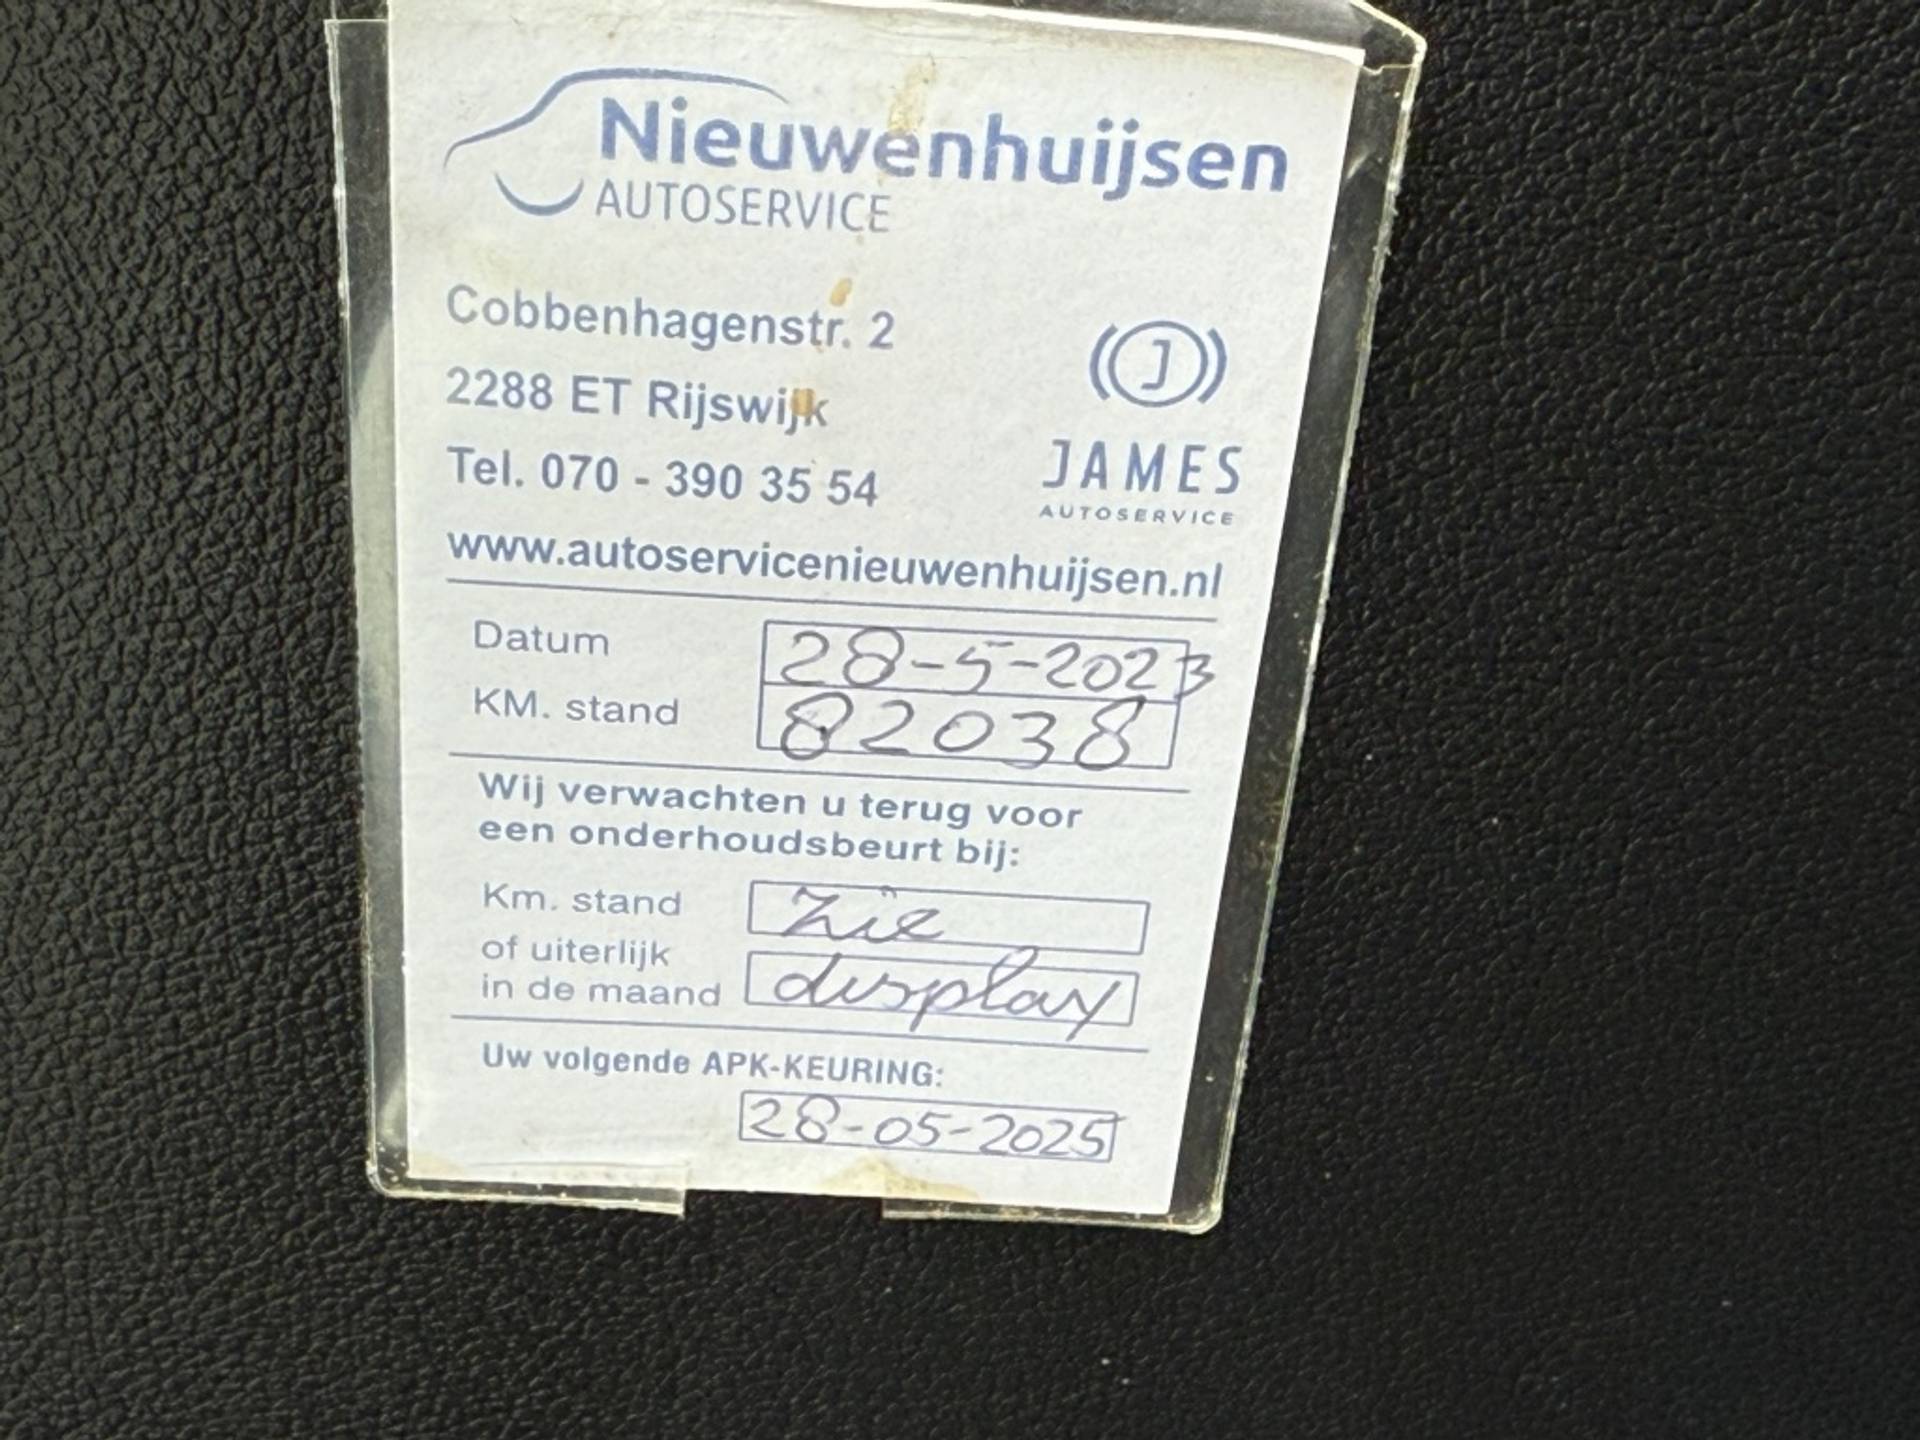 Nieuwenhuijsen
AUTOSERVICE
Cobbenhagenstr. 2
2288 ET Rijswijk
Tel. 070 - 390 35 54
J
JAMES
AUTOSERVICE
www.autoservicenieuwenhuijsen.nl
Datum 28-5-2023
KM. stand 82038
Wij verwachten u terug voor
een onderhoudsbeurt bij:
Km. stand Zie
of uiterlijk
in de maand display
Uw volgende APK-KEURING:
28-05-2025